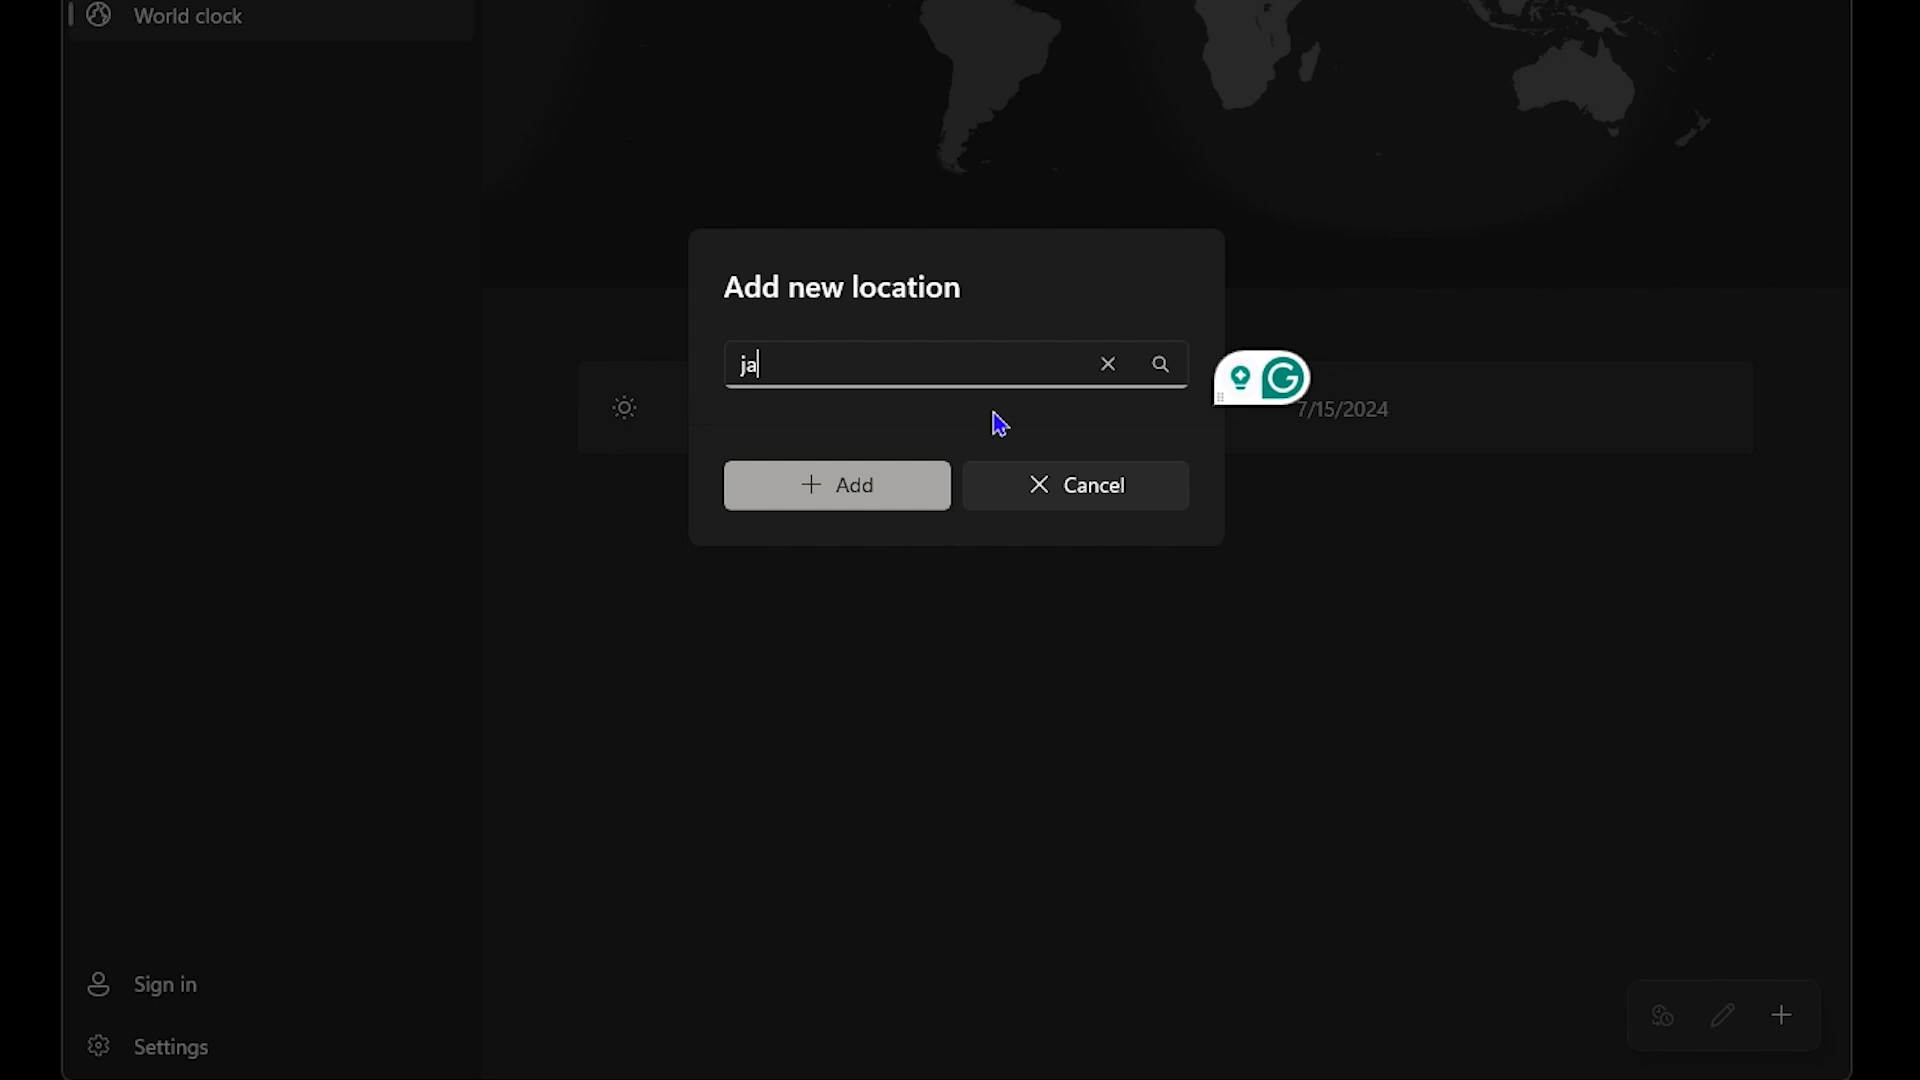 World clock
Add new location
ja
7/15/2024
Add
Cancel
Sign in
Settings